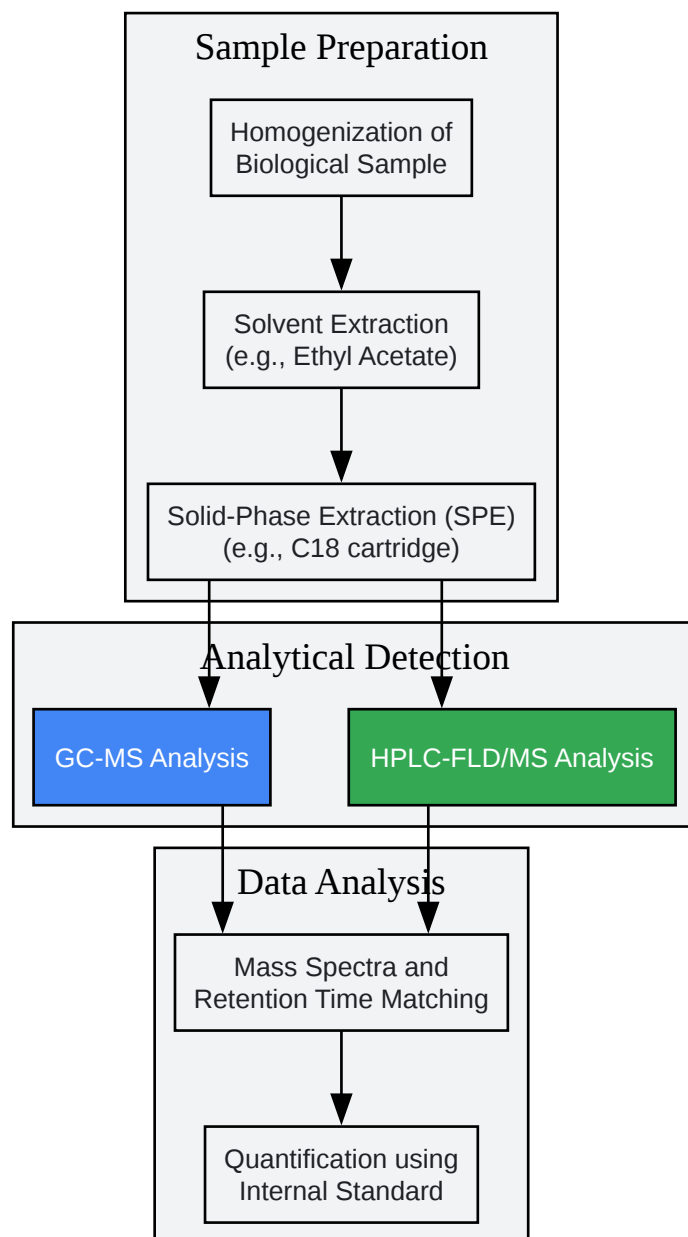 Sample Preparation
Homogenization of
Biological Sample
Solvent Extraction
(e.g., Ethyl Acetate)
Solid-Phase Extraction (SPE)
(e.g., C18 cartridge)
Analytical Detection
GC-MS Analysis
HPLC-FLD/MS Analysis
Data Analysis
Mass Spectra and
Retention Time Matching
Quantification using
Internal Standard